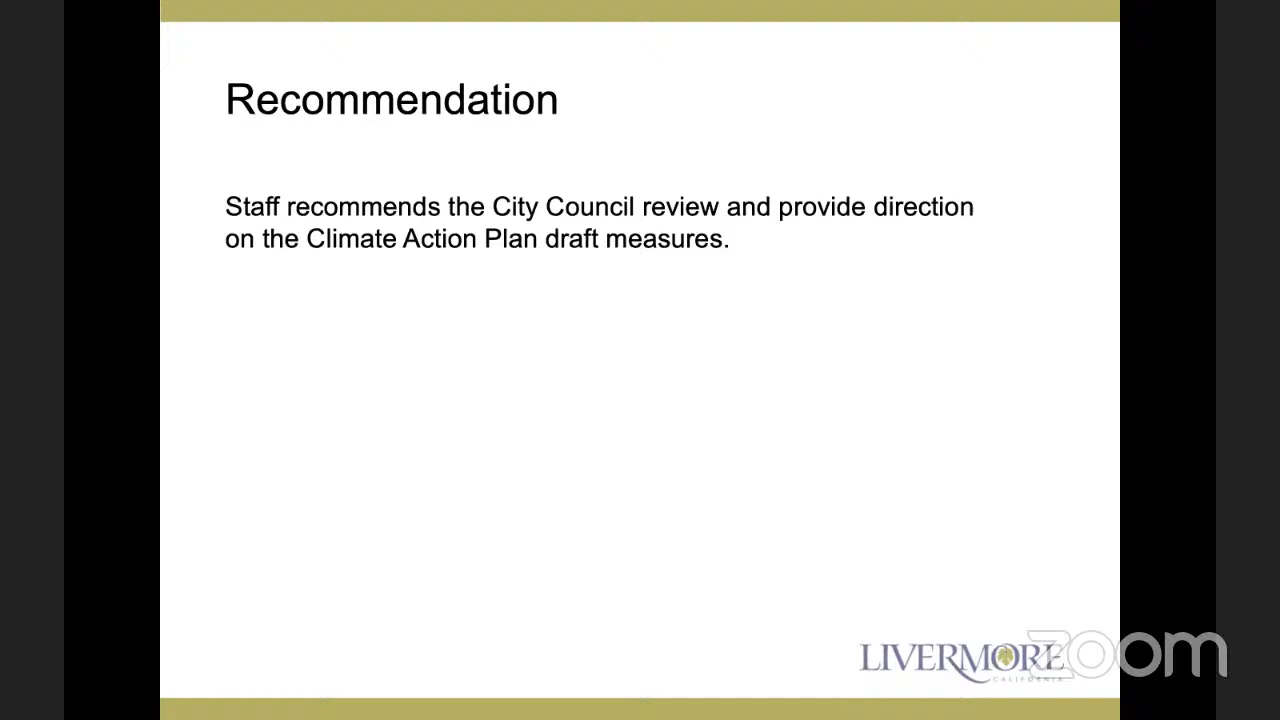 Recommendation
Staff recommends the City Council review and provide direction
on the Climate Action Plan draft measures.
LIVERMORE
CALIFORNIA
zoom